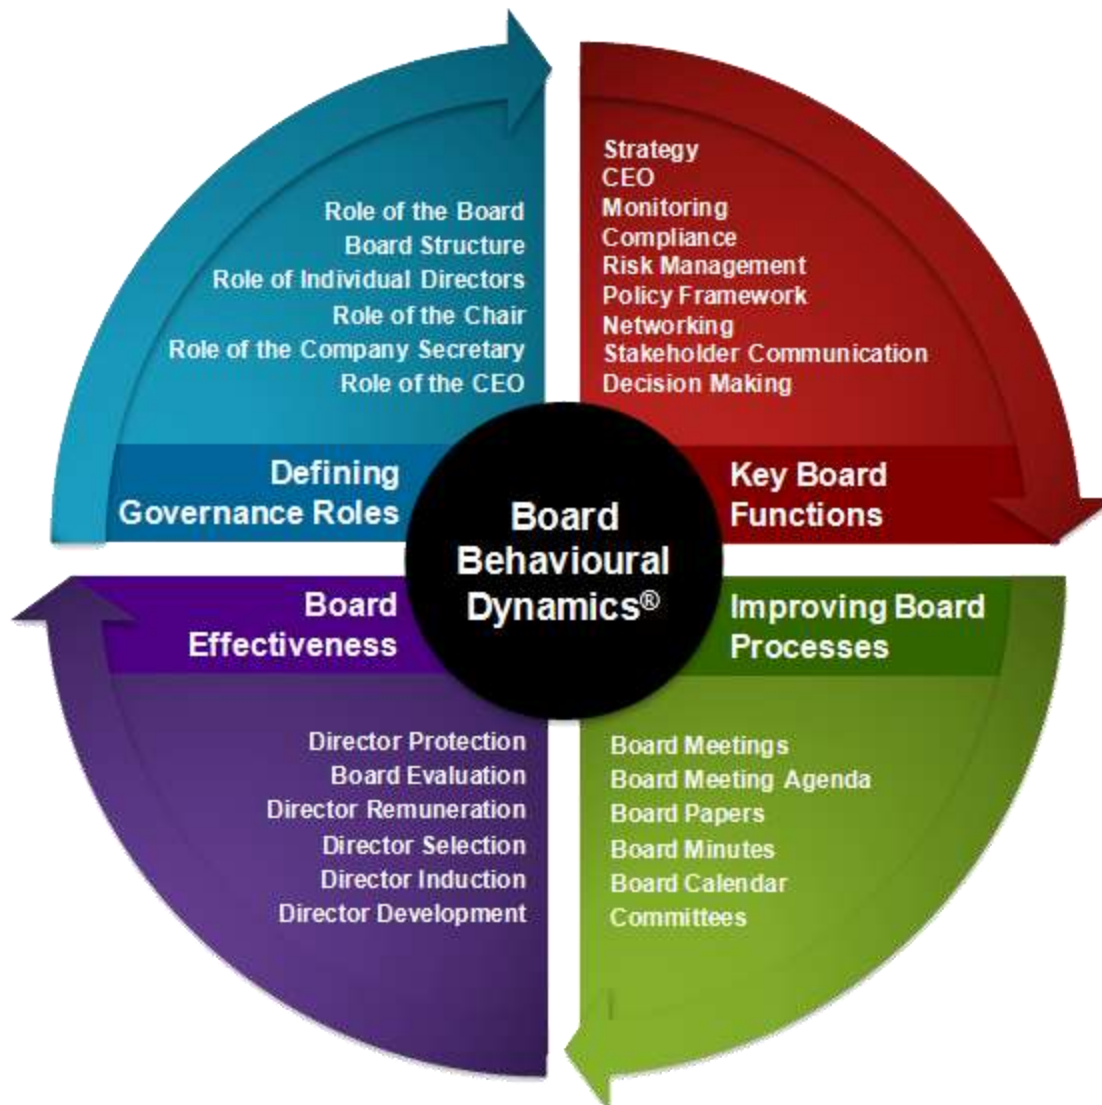 Role of the Board
Board Structure
Role of Individual Directors
Role of the Chair
Role of the Company Secretary
Role of the CEO
Defining
Governance Roles
Strategy
CEO
Monitoring
Compliance
Risk Management
Policy Framework
Networking
Stakeholder Communication
Decision Making
Key Board
Functions
Board
Behavioural
Dynamics®
Board
Effectiveness
Director Protection
Board Evaluation
Director Remuneration
Director Selection
Director Induction
Director Development
Improving Board
Processes
Board Meetings
Board Meeting Agenda
Board Papers
Board Minutes
Board Calendar
Committees